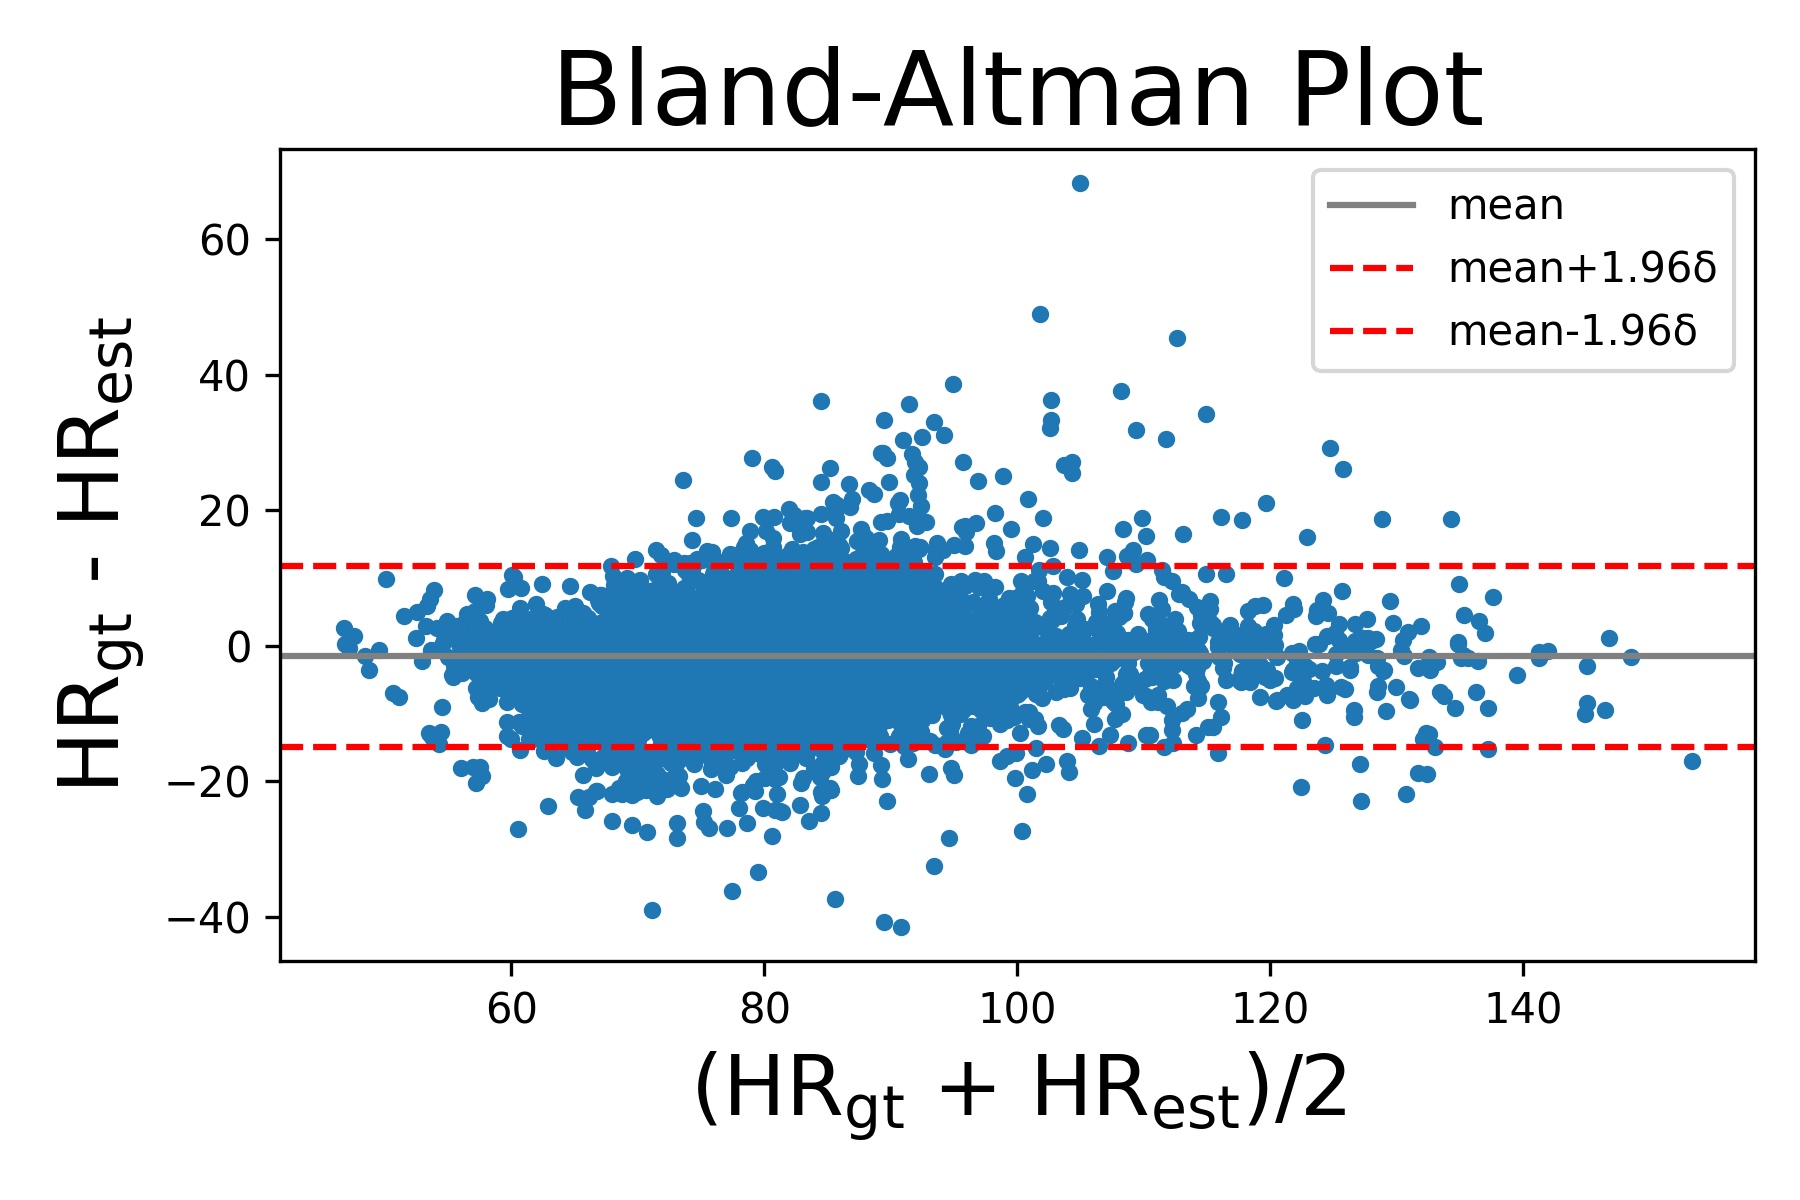 Bland-Altman Plot
mean
mean+1.96δ
mean-1.96δ
HRgt - HRest
60
40
20
0
−20
−40
60
80
100
120
140
(HRgt + HRest)/2